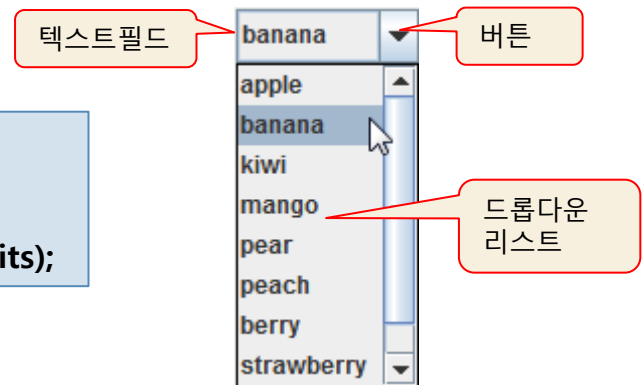 텍스트필드
banana
버튼
apple
banana
kiwi
mango
pear
peach
berry
strawberry
드롭다운
리스트
its);